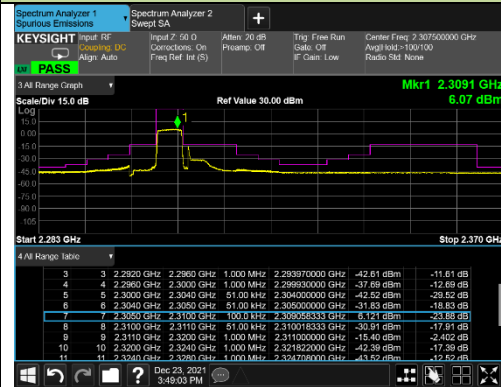 Spectrum Analyzer 1
Spurious Emissions
Spectrum Analyzer 2
Swept SA
+
KEYSIGHT
Input: RF
Coupling: DC
Align: Auto
Input Z: 50 Ω
Corrections: On
Freq Ref: Int (S)
Atten: 20 dB
Preamp: Off
Trig: Free Run
Gate: Off
IF Gain: Low
Center Freq: 2.307500000 GHz
Avg|Hold:>100/100
Radio Std: None
LXI PASS
3 All Range Graph
Mkr1 2.3091 GHz
Scale/Div 15.0 dB
Ref Value 30.00 dBm
6.07 dBm
Log
1
15.0
0.00
-15.0
-30.0
-45.0
-60.0
-75.0
-90.0
-105
Start 2.283 GHz
Stop 2.370 GHz
4 All Range Table
3 3 2.2920 GHz 2.2960 GHz 1.000 MHz 2.293970000 GHz -42.61 dBm -11.61 dB
4 4 2.2960 GHz 2.3000 GHz 1.000 MHz 2.299930000 GHz -37.69 dBm -12.69 dB
5 5 2.3000 GHz 2.3040 GHz 51.00 kHz 2.304000000 GHz -42.52 dBm -29.52 dB
6 6 2.3040 GHz 2.3050 GHz 51.00 kHz 2.305000000 GHz -31.83 dBm -18.83 dB
7 7 2.3050 GHz 2.3100 GHz 100.0 kHz 2.309058333 GHz 6.121 dBm -23.88 dB
8 8 2.3100 GHz 2.3110 GHz 51.00 kHz 2.310018333 GHz -30.91 dBm -17.91 dB
9 9 2.3110 GHz 2.3200 GHz 1.000 MHz 2.311000000 GHz -15.40 dBm -2.402 dB
10 10 2.3200 GHz 2.3240 GHz 1.000 MHz 2.321822000 GHz -42.39 dBm -17.39 dB
11 11 2.3240 GHz 2.3280 GHz 1.000 MHz 2.324708000 GHz -43.52 dBm -12.52 dB
?
Dec 23, 2021
3:49:03 PM